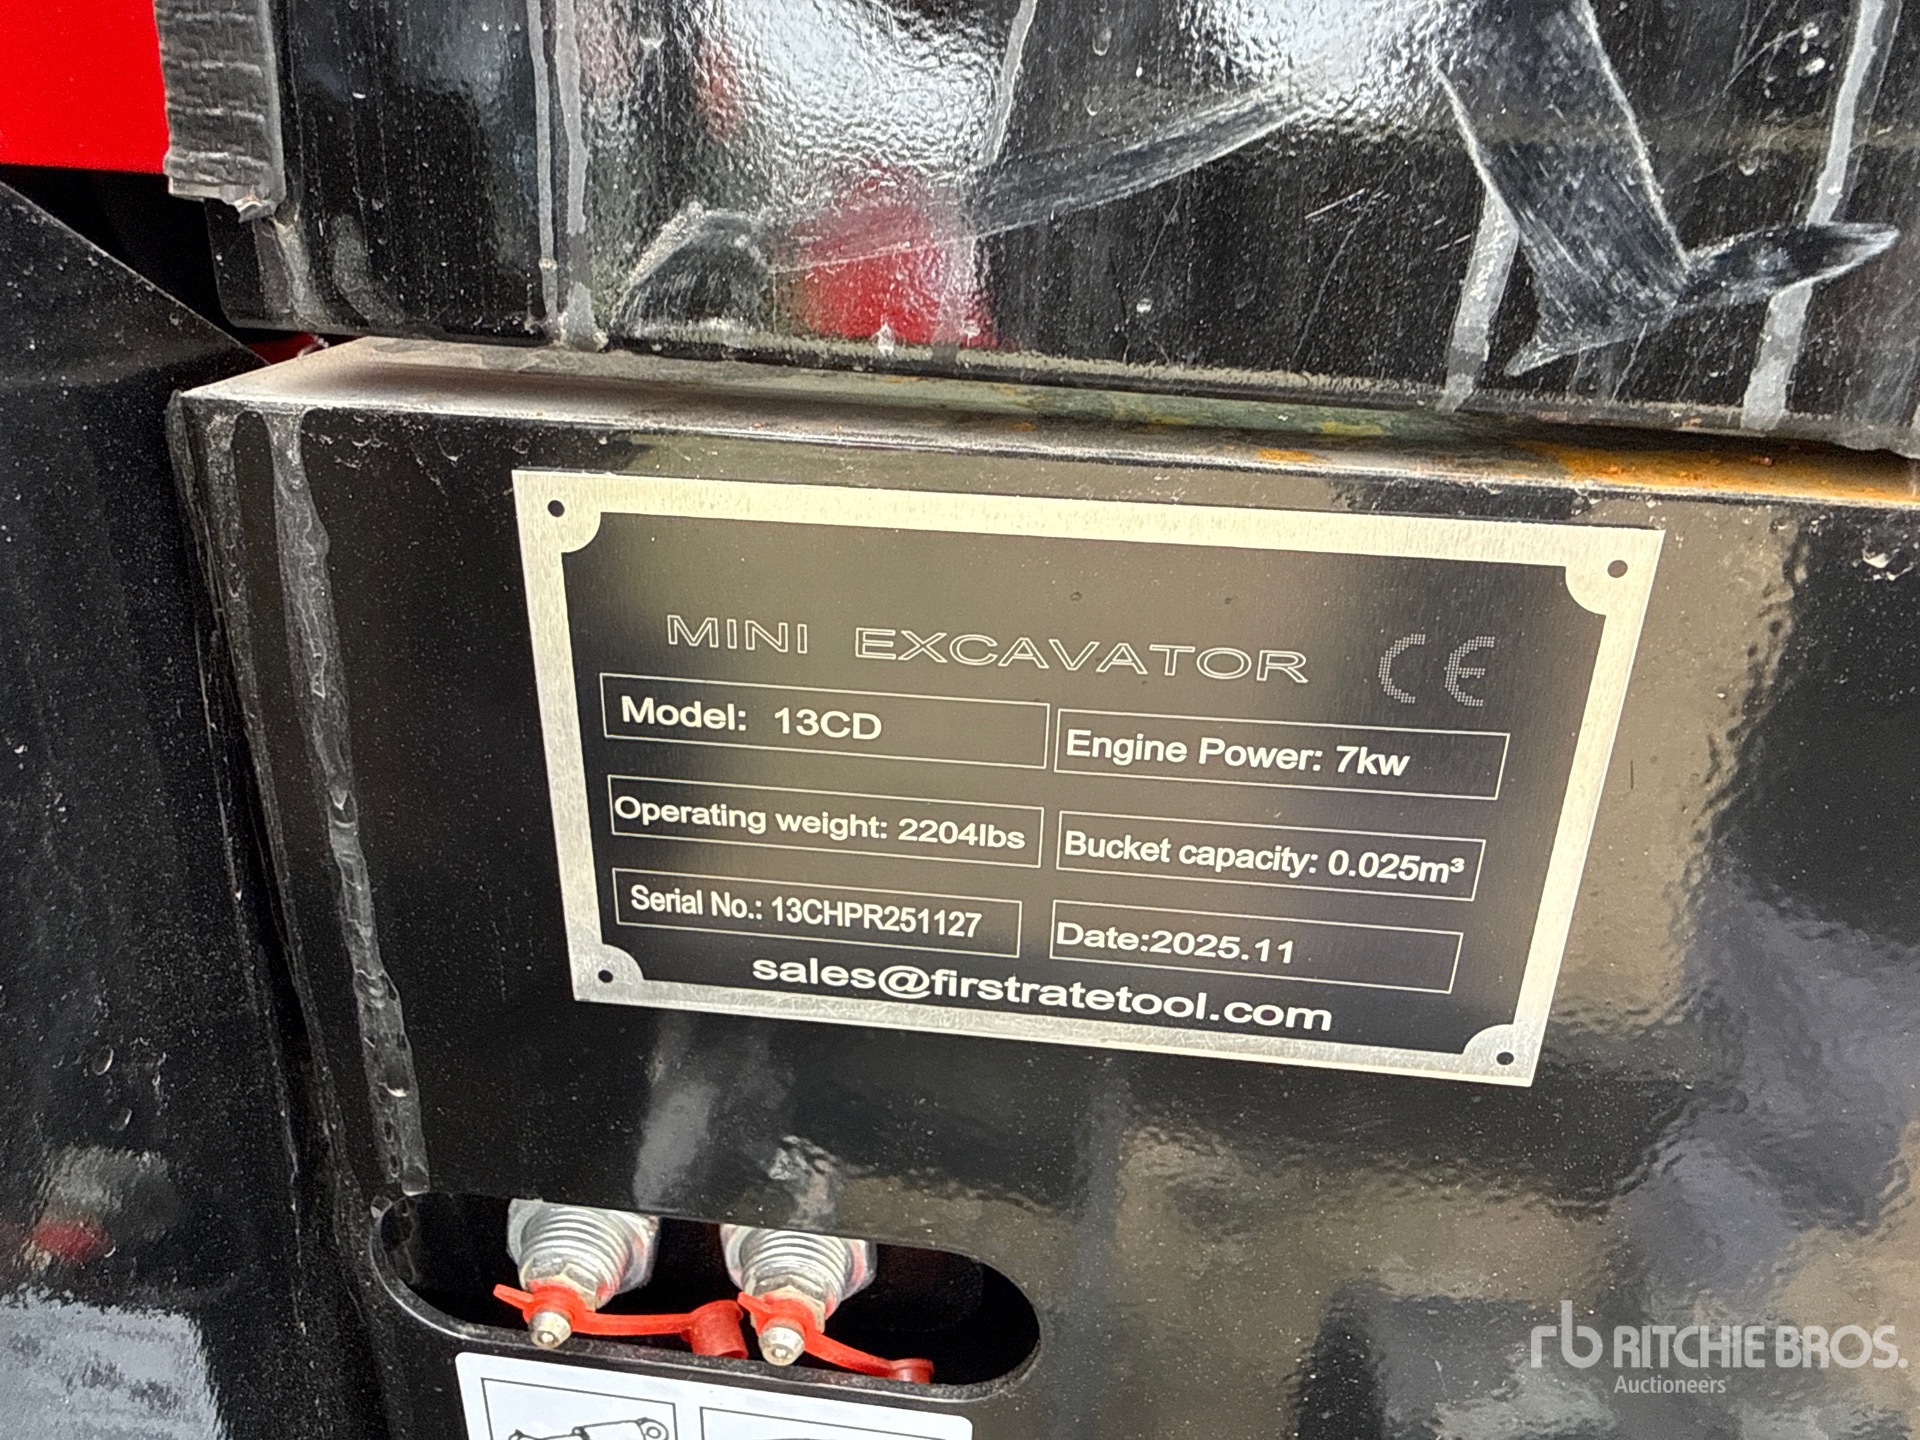 MINI EXCAVATOR CE
Model: 13CD
Engine Power: 7kw
Operating weight: 2204lbs
Bucket capacity: 0.025m³
Serial No.: 13CHPR251127
Date:2025.11
sales@firstratetool.com
rb RITCHIE BROS.
Auctioneers